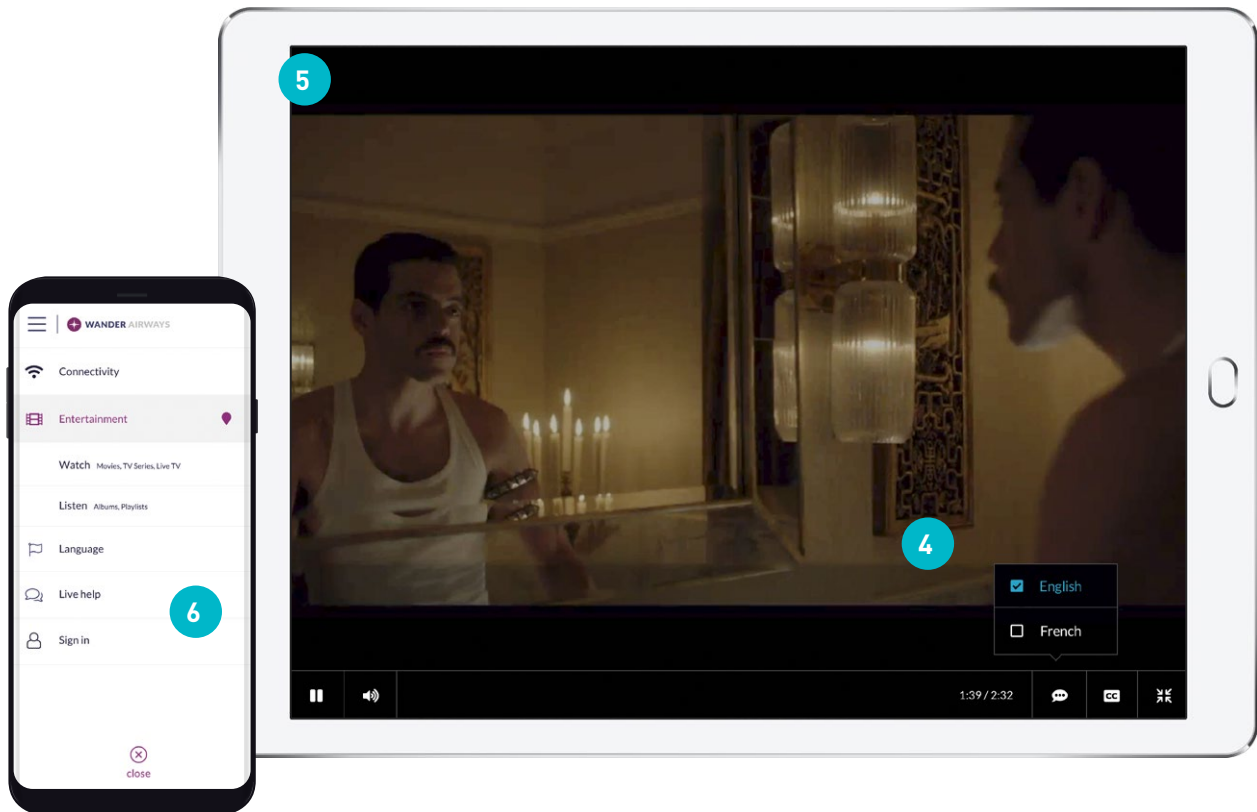 5
4
English
French
1:39 / 2:32
CC
WANDER AIRWAYS
Connectivity
Entertainment
Watch Movies, TV Series, Live TV
Listen Albums, Playlists
Language
Live help
6
Sign in
close